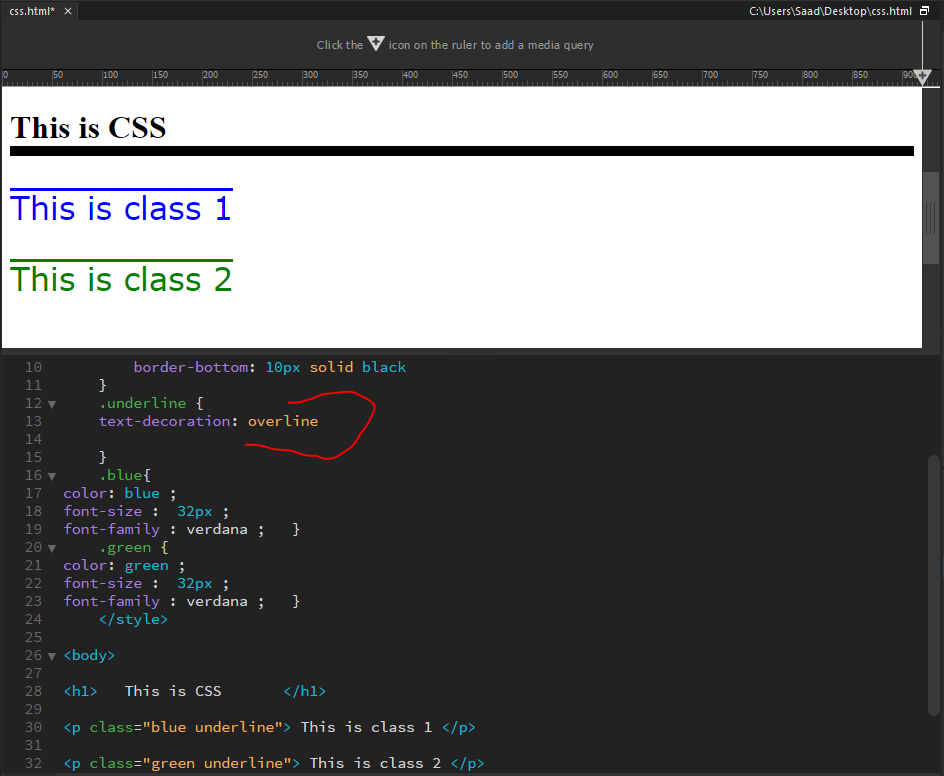 css.html* × C:\Users\Saad\Desktop\css.html
Click the icon on the ruler to add a media query
0 50 100 150 200 250 300 350 400 450 500 550 600 650 700 750 800 850 900
This is CSS
This is class 1
This is class 2
10 border-bottom: 10px solid black
11 }
12 .underline {
13 text-decoration: overline
14
15 }
16 .blue{
17 color: blue ;
18 font-size : 32px ;
19 font-family : verdana ; }
20 .green {
21 color: green ;
22 font-size : 32px ;
23 font-family : verdana ; }
24 </style>
25
26 <body>
27
28 <h1> This is CSS </h1>
29
30 <p class="blue underline"> This is class 1 </p>
31
32 <p class="green underline"> This is class 2 </p>